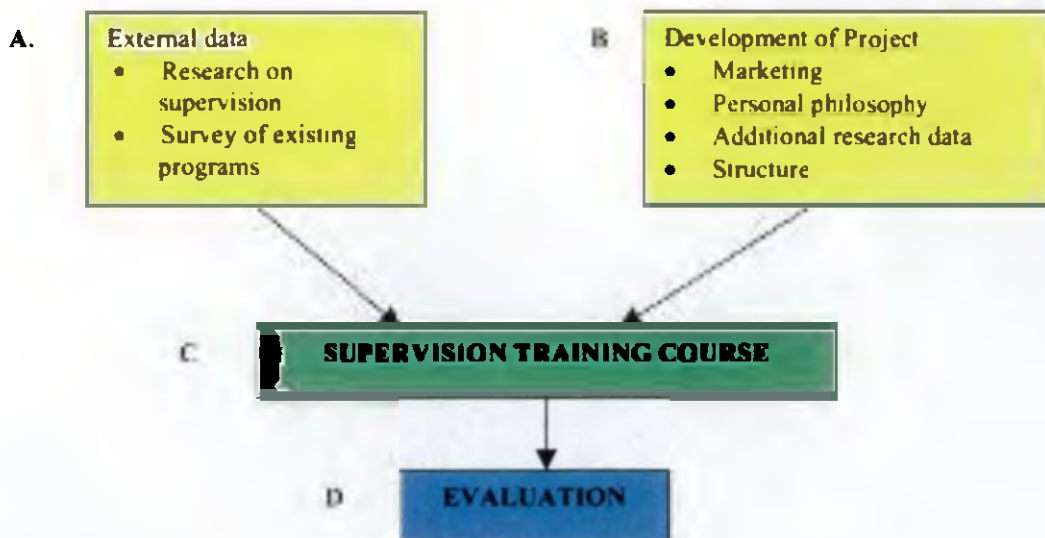 A.
External data
• Research on
supervision
• Survey of existing
programs
B
Development of Project
• Marketing
• Personal philosophy
• Additional research data
• Structure
C
SUPERVISION TRAINING COURSE
D
EVALUATION